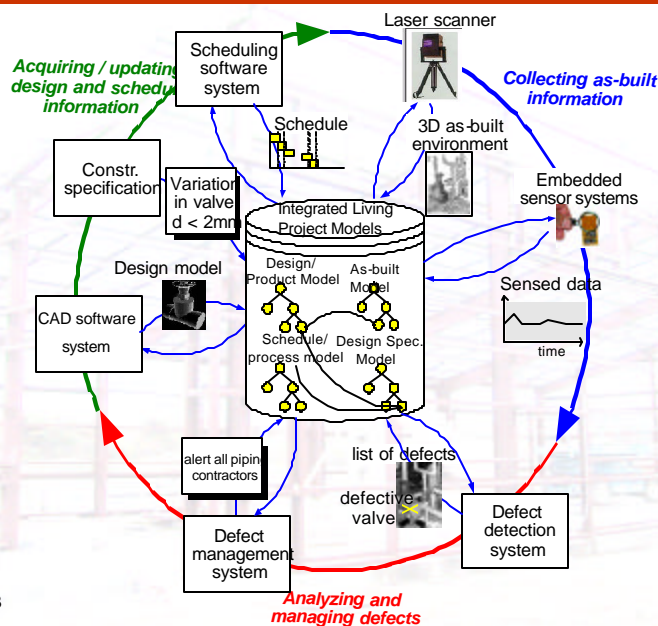 Laser scanner
Scheduling
software
system
Acquiring / updating
design and schedu
information
Collecting as-built
information
Schedule
3D as-built
environment
Constr.
specification
Variation
in valve
d < 2mm
Integrated Living
Project Models
Embedded
sensor systems
Design model
Design/
Product Model
As-built
Model
Sensed data
time
CAD software
system
Schedule/
process model
Design Spec.
Model
alert all piping
contractors
list of defects
defective
valve
Defect
management
system
Defect
detection
system
Analyzing and
managing defects